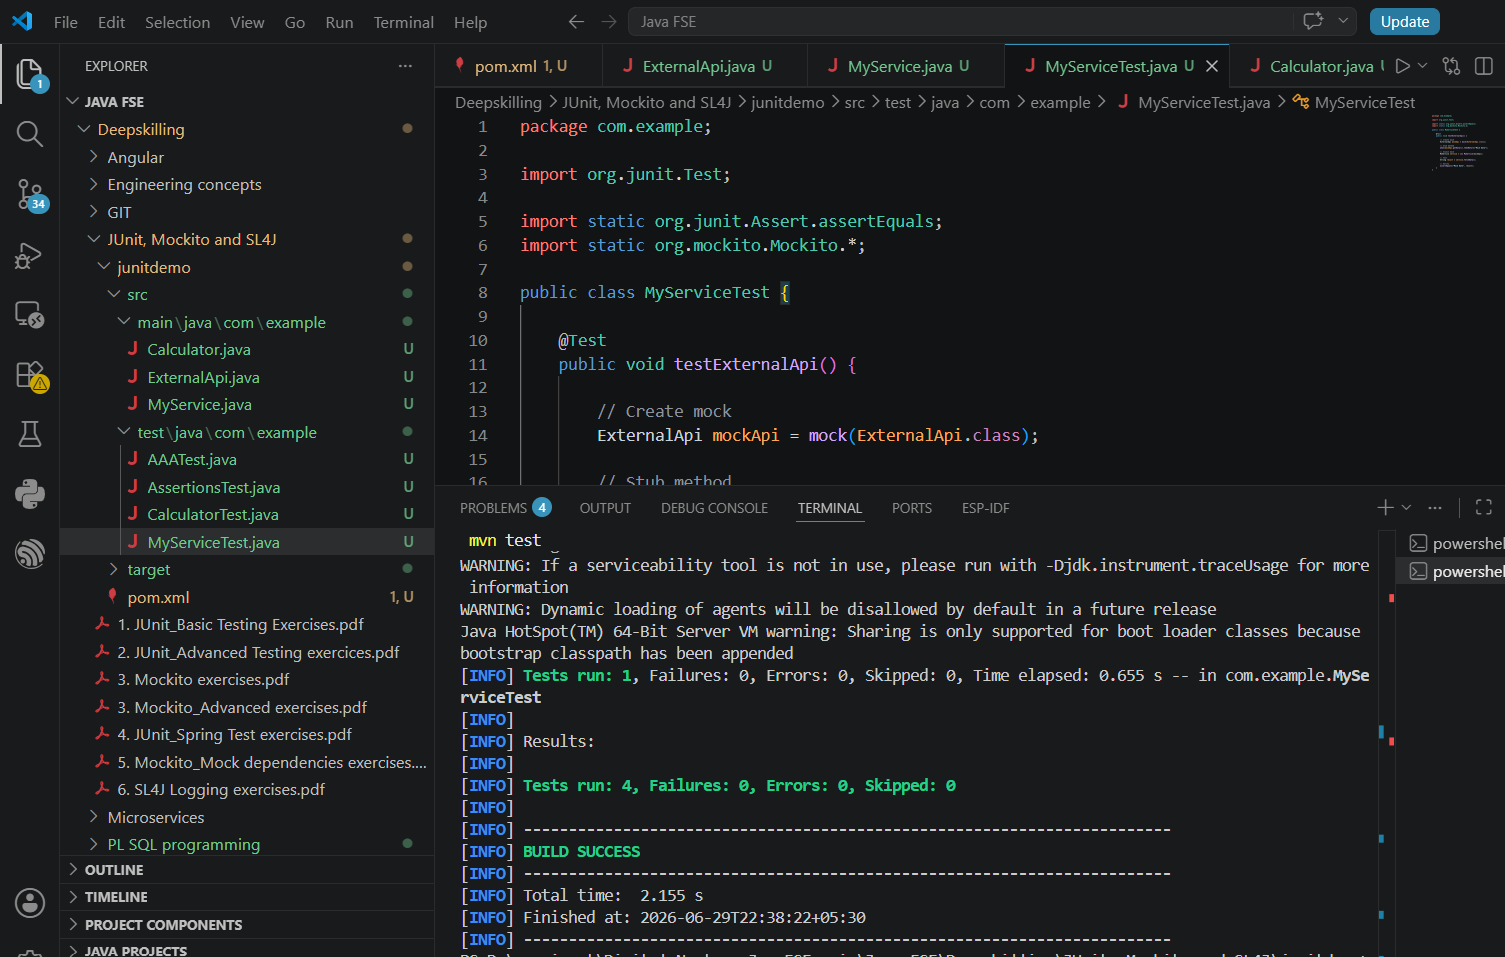 File Edit Selection View Go Run Terminal Help
Java FSE
Update
1
34
EXPLORER
JAVA FSE
Deepskilling
Angular
Engineering concepts
GIT
JUnit, Mockito and SL4J
junitdemo
src
main\java\com\example
Calculator.java U
ExternalApi.java U
MyService.java U
test\java\com\example
AAATest.java U
AssertionsTest.java U
CalculatorTest.java U
MyServiceTest.java U
target
pom.xml 1, U
1. JUnit_Basic Testing Exercises.pdf
2. JUnit_Advanced Testing exercices.pdf
3. Mockito exercises.pdf
3. Mockito_Advanced exercises.pdf
4. JUnit_Spring Test exercises.pdf
5. Mockito_Mock dependencies exercises....
6. SL4J Logging exercises.pdf
Microservices
PL SQL programming
OUTLINE
TIMELINE
PROJECT COMPONENTS
JAVA PROJECTS
pom.xml 1, U
ExternalApi.java U
MyService.java U
MyServiceTest.java U
Calculator.java
Deepskilling > JUnit, Mockito and SL4J > junitdemo > src > test > java > com > example > MyServiceTest.java > MyServiceTest
1 package com.example;
2
3 import org.junit.Test;
4
5 import static org.junit.Assert.assertEquals;
6 import static org.mockito.Mockito.*;
7
8 public class MyServiceTest {
9
10 @Test
11 public void testExternalApi() {
12
13 // Create mock
14 ExternalApi mockApi = mock(ExternalApi.class);
15
16 // Stub method
PROBLEMS 4 OUTPUT DEBUG CONSOLE TERMINAL PORTS ESP-IDF
powershel
powershel
mvn test
WARNING: If a serviceability tool is not in use, please run with -Djdk.instrument.traceUsage for more
information
WARNING: Dynamic loading of agents will be disallowed by default in a future release
Java HotSpot(TM) 64-Bit Server VM warning: Sharing is only supported for boot loader classes because
bootstrap classpath has been appended
[INFO] Tests run: 1, Failures: 0, Errors: 0, Skipped: 0, Time elapsed: 0.655 s -- in com.example.MySe
rviceTest
[INFO]
[INFO] Results:
[INFO]
[INFO] Tests run: 4, Failures: 0, Errors: 0, Skipped: 0
[INFO]
[INFO] ------------------------------------------------------------------------
[INFO] BUILD SUCCESS
[INFO] ------------------------------------------------------------------------
[INFO] Total time:  2.155 s
[INFO] Finished at: 2026-06-29T22:38:22+05:30
[INFO] ------------------------------------------------------------------------